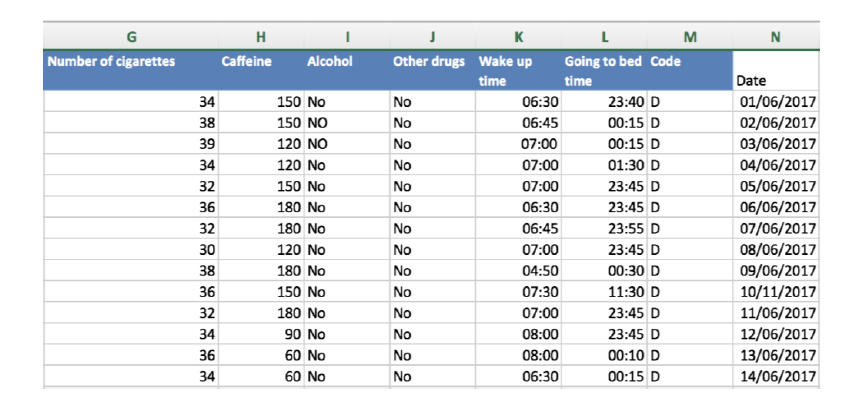 G H I J K L M N
Number of cigarettes Caffeine Alcohol Other drugs Wake up Going to bed Code
time time Date
34 150 No No 06:30 23:40 D 01/06/2017
38 150 NO No 06:45 00:15 D 02/06/2017
39 120 NO No 07:00 00:15 D 03/06/2017
34 120 No No 07:00 01:30 D 04/06/2017
32 150 No No 07:00 23:45 D 05/06/2017
36 180 No No 06:30 23:45 D 06/06/2017
32 180 No No 06:45 23:55 D 07/06/2017
30 120 No No 07:00 23:45 D 08/06/2017
38 180 No No 04:50 00:30 D 09/06/2017
36 150 No No 07:30 11:30 D 10/11/2017
32 180 No No 07:00 23:45 D 11/06/2017
34 90 No No 08:00 23:45 D 12/06/2017
36 60 No No 08:00 00:10 D 13/06/2017
34 60 No No 06:30 00:15 D 14/06/2017